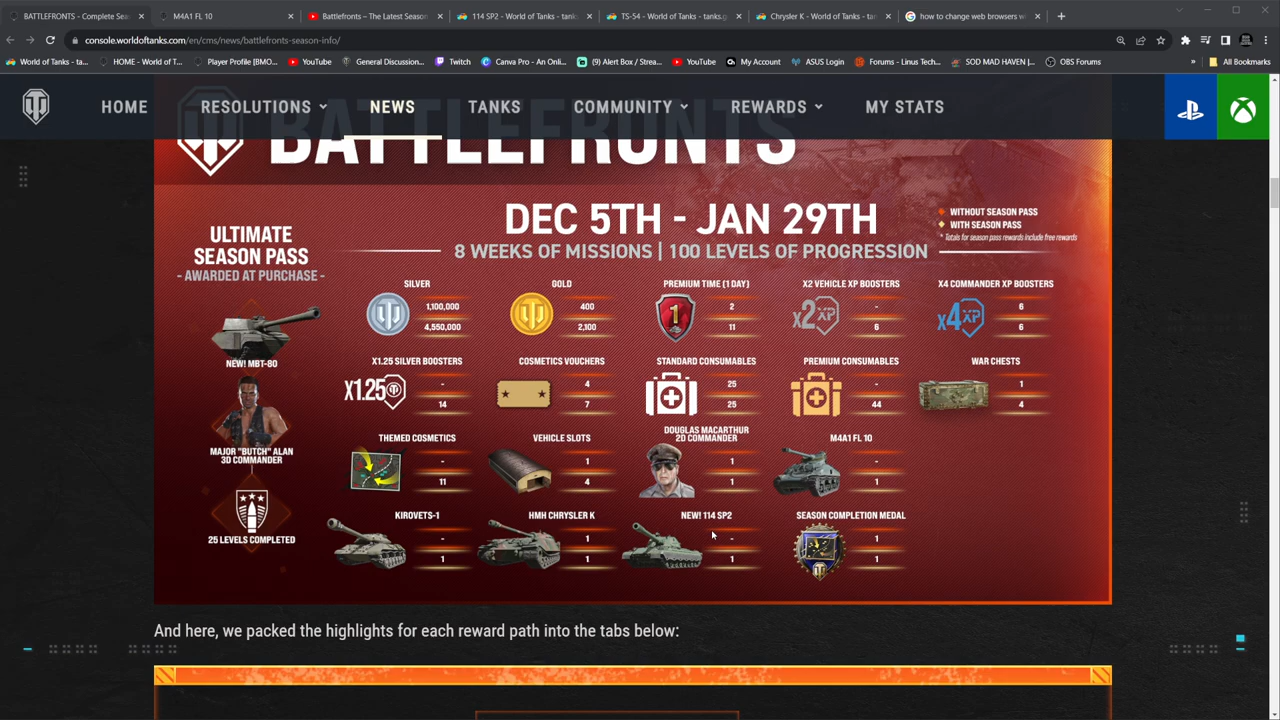 BATTLEFRONTS - Complete Sea
M4A1 FL 10
Battlefronts ~ The Latest Season
114 SP2 - World of Tanks - tanks
TS-54 - World of Tanks - tanks.g
Chrysler K - World of Tanks - tan
how to change web browsers w
console.worldoftanks.com/en/cms/news/battlefronts-season-info/
World of Tanks - ta...
HOME - World of T...
Player Profile [BMO...
YouTube
General Discussion...
Twitch
Canva Pro - An Onli...
(9) Alert Box / Strea...
YouTube
My Account
ASUS Login
Forums - Linus Tech...
SOD MAD HAVEN |...
OBS Forums
»
All Bookmarks
HOME
RESOLUTIONS
NEWS
TANKS
COMMUNITY
REWARDS
MY STATS
BATTLEFRONTS
DEC 5TH - JAN 29TH
8 WEEKS OF MISSIONS | 100 LEVELS OF PROGRESSION
WITHOUT SEASON PASS
WITH SEASON PASS
* Totals for season pass rewards include free rewards
ULTIMATE
SEASON PASS
- AWARDED AT PURCHASE -
NEW! MBT-80
MAJOR "BUTCH" ALAN
3D COMMANDER
25 LEVELS COMPLETED
SILVER
1,100,000
4,550,000
GOLD
400
2,100
PREMIUM TIME (1 DAY)
1
2
11
X2 VEHICLE XP BOOSTERS
x2 XP
-
6
X4 COMMANDER XP BOOSTERS
x4 XP
6
6
X1.25 SILVER BOOSTERS
X1.25
-
14
COSMETICS VOUCHERS
4
7
STANDARD CONSUMABLES
25
25
PREMIUM CONSUMABLES
-
44
WAR CHESTS
1
4
THEMED COSMETICS
-
11
VEHICLE SLOTS
1
4
DOUGLAS MACARTHUR
2D COMMANDER
1
1
M4A1 FL 10
-
1
KIROVETS-1
-
1
HMH CHRYSLER K
1
1
NEW! 114 SP2
-
1
SEASON COMPLETION MEDAL
1
1
And here, we packed the highlights for each reward path into the tabs below: